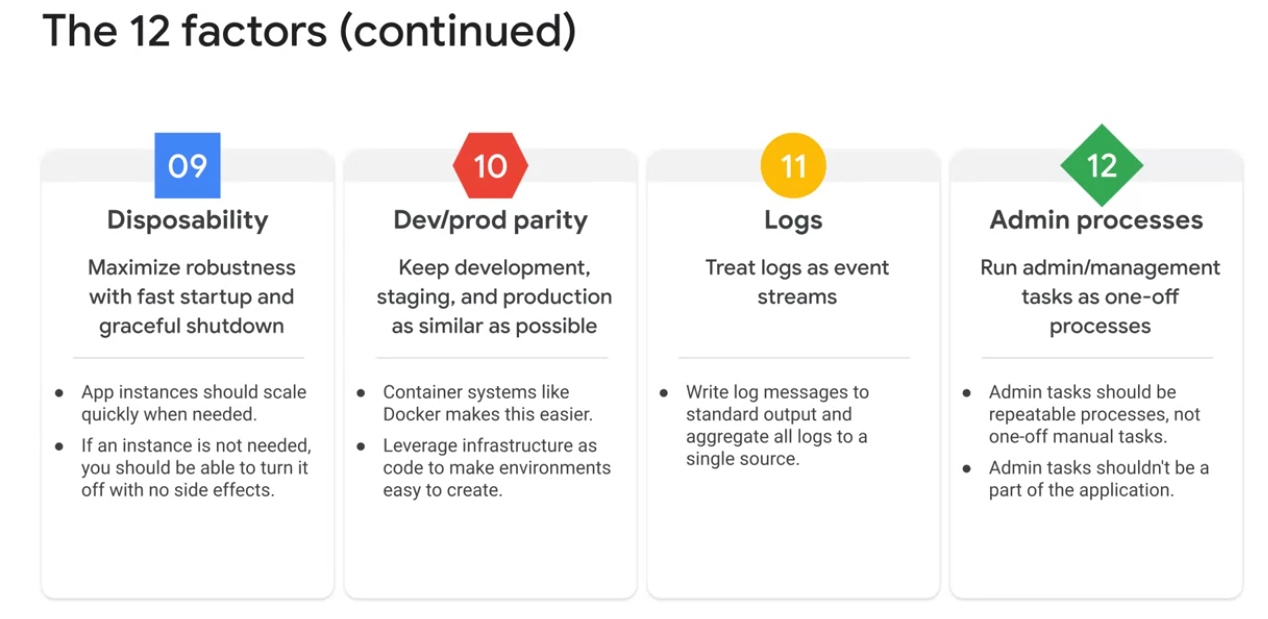 The 12 factors (continued)
09
Disposability
Maximize robustness
with fast startup and
graceful shutdown
● App instances should scale
quickly when needed.
● If an instance is not needed,
you should be able to turn it
off with no side effects.
10
Dev/prod parity
Keep development,
staging, and production
as similar as possible
● Container systems like
Docker makes this easier.
● Leverage infrastructure as
code to make environments
easy to create.
11
Logs
Treat logs as event
streams
● Write log messages to
standard output and
aggregate all logs to a
single source.
12
Admin processes
Run admin/management
tasks as one-off
processes
● Admin tasks should be
repeatable processes, not
one-off manual tasks.
● Admin tasks shouldn't be a
part of the application.